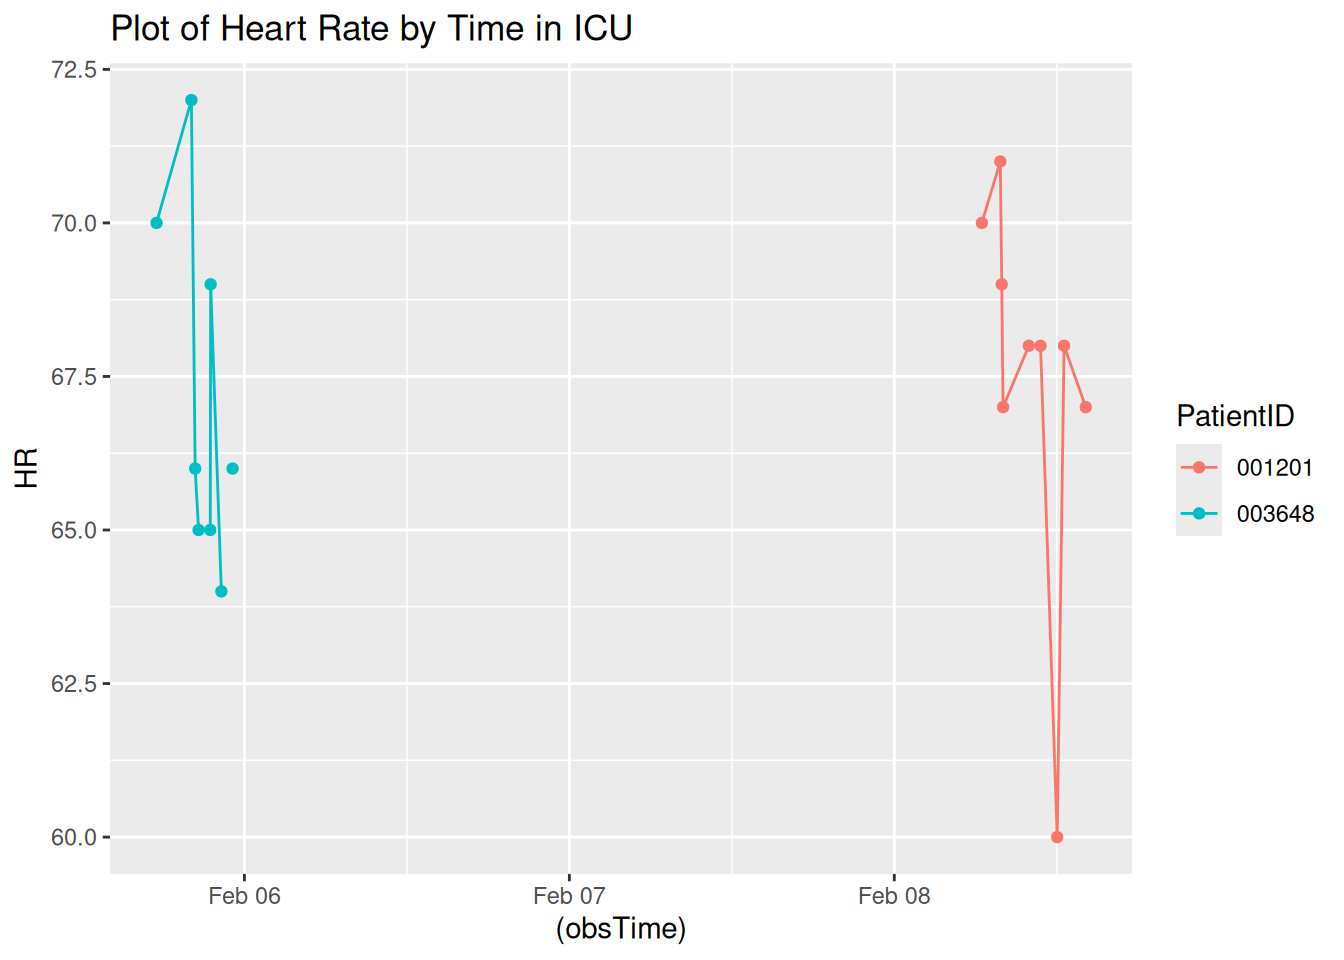 Plot of Heart Rate by Time in ICU
72.5
70.0
67.5
65.0
62.5
60.0
HR
Feb 06
Feb 07
Feb 08
(obsTime)
PatientID
001201
003648